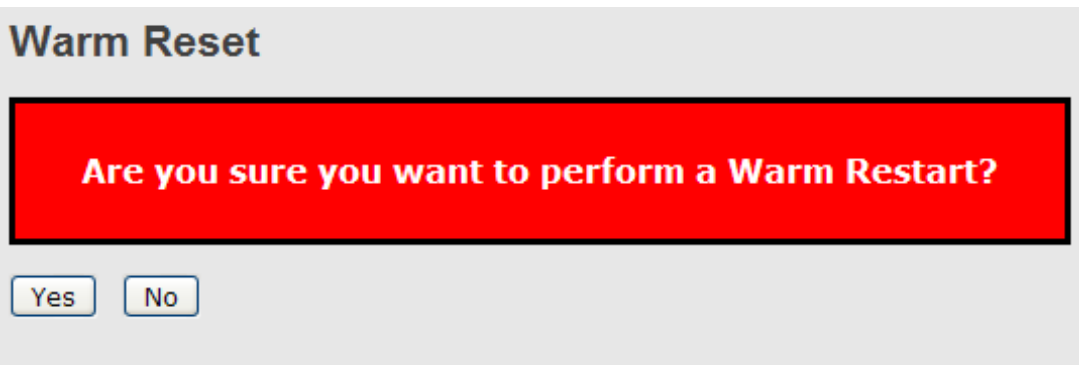 Warm Reset
Are you sure you want to perform a Warm Restart?
Yes No